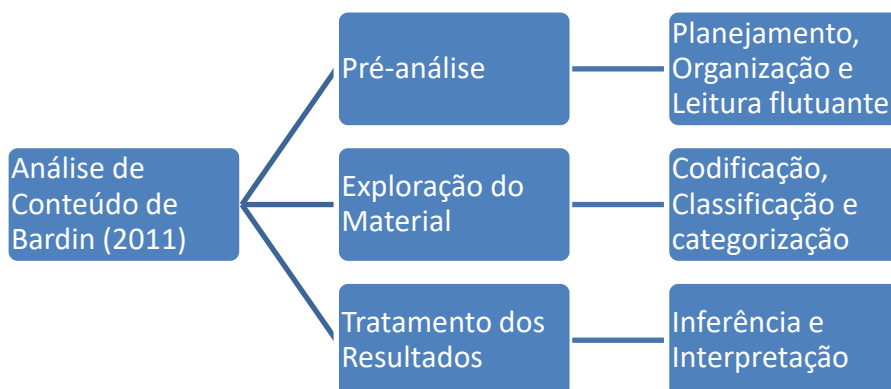 Análise de
Conteúdo de
Bardin (2011)
Pré-análise
Planejamento,
Organização e
Leitura flutuante
Exploração do
Material
Codificação,
Classificação e
categorização
Tratamento dos
Resultados
Inferência e
Interpretação